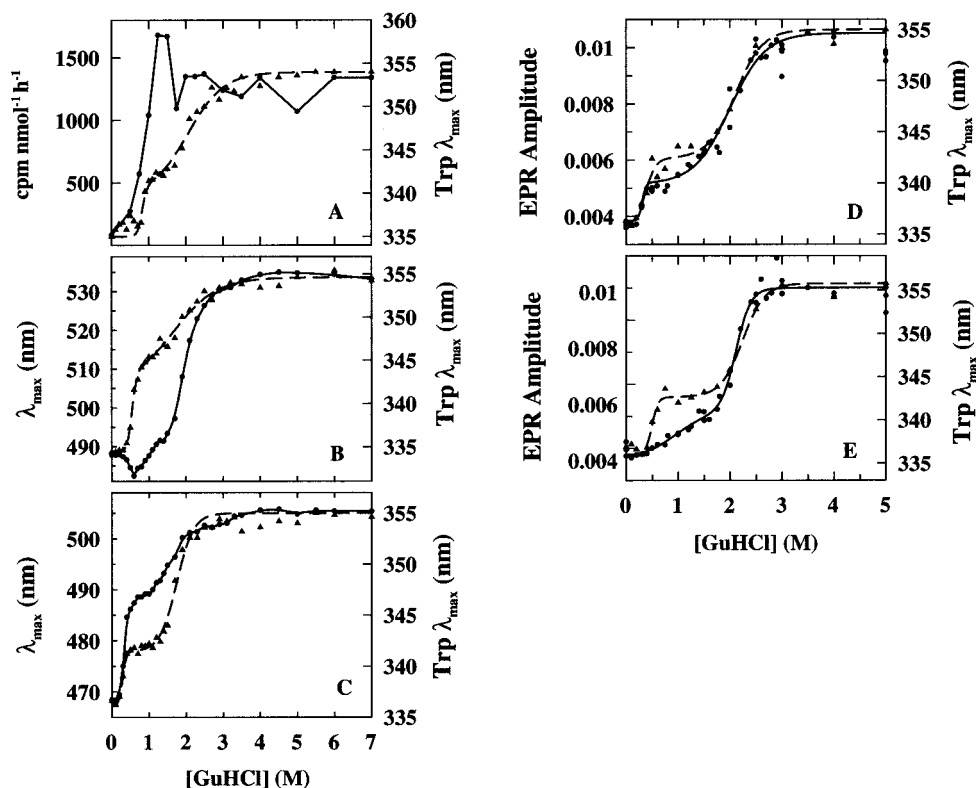 cpm nmol⁻¹ h⁻¹
1500
1000
500
360
355
350
345
340
335
Trp λmax (nm)
A
λmax (nm)
530
520
510
500
490
355
350
345
340
335
Trp λmax (nm)
B
λmax (nm)
500
490
480
470
355
350
345
340
335
Trp λmax (nm)
C
0 1 2 3 4 5 6 7
[GuHCl] (M)
EPR Amplitude
0.01
0.008
0.006
0.004
355
350
345
340
335
Trp λmax (nm)
D
EPR Amplitude
0.01
0.008
0.006
0.004
355
350
345
340
335
Trp λmax (nm)
E
0 1 2 3 4 5
[GuHCl] (M)